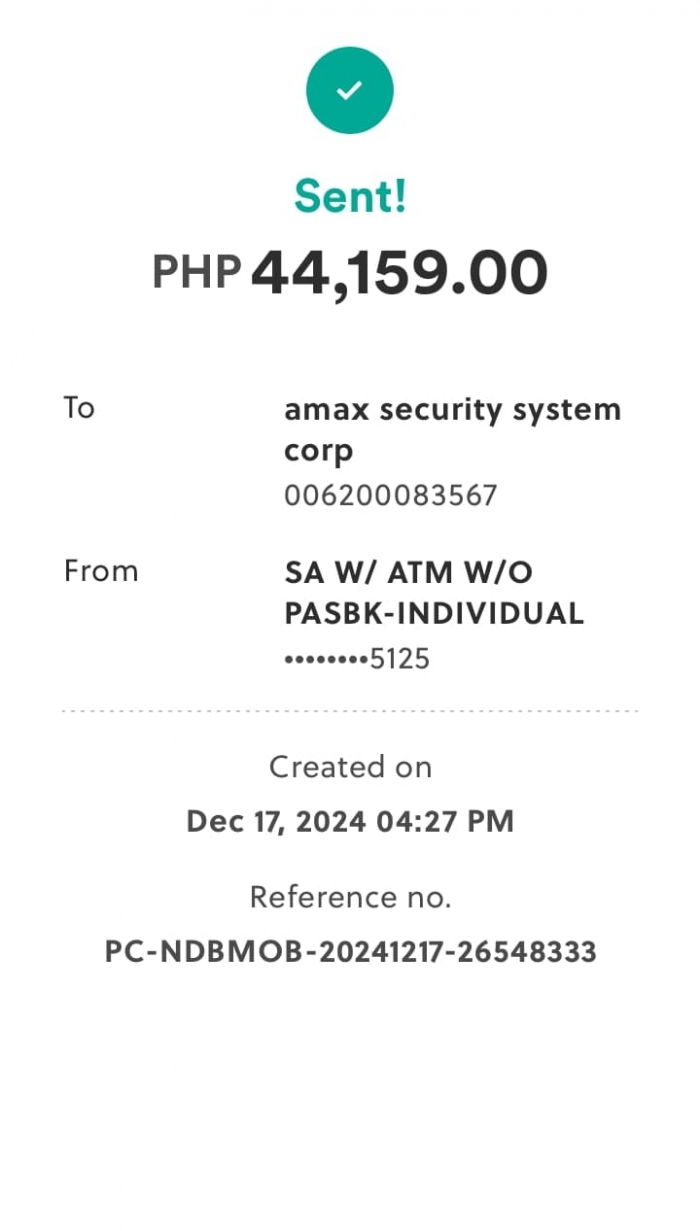 Sent!
PHP 44,159.00
To
amax security system
corp
006200083567
From
SA W/ ATM W/O
PASBK-INDIVIDUAL
••••••••5125
Created on
Dec 17, 2024 04:27 PM
Reference no.
PC-NDBMOB-20241217-26548333